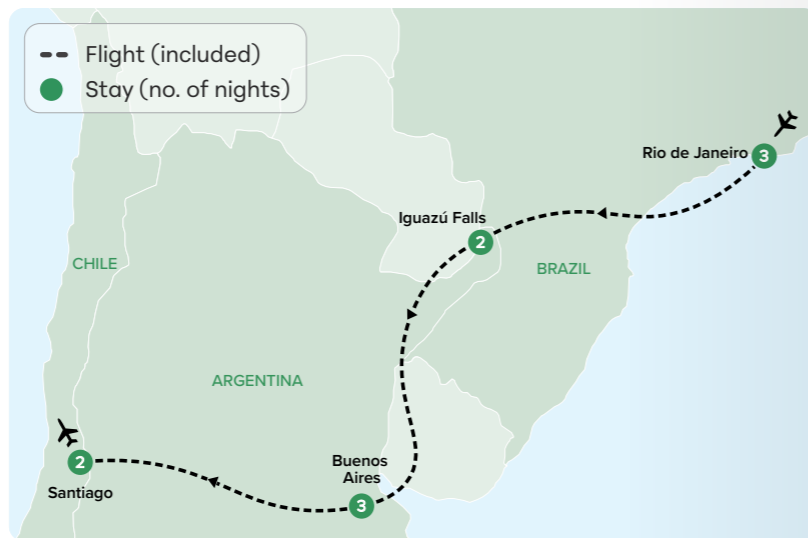 Flight (included)
Stay (no. of nights)
Rio de Janeiro
3
Iguazú Falls
2
CHILE
BRAZIL
ARGENTINA
Buenos
Aires
3
2
Santiago